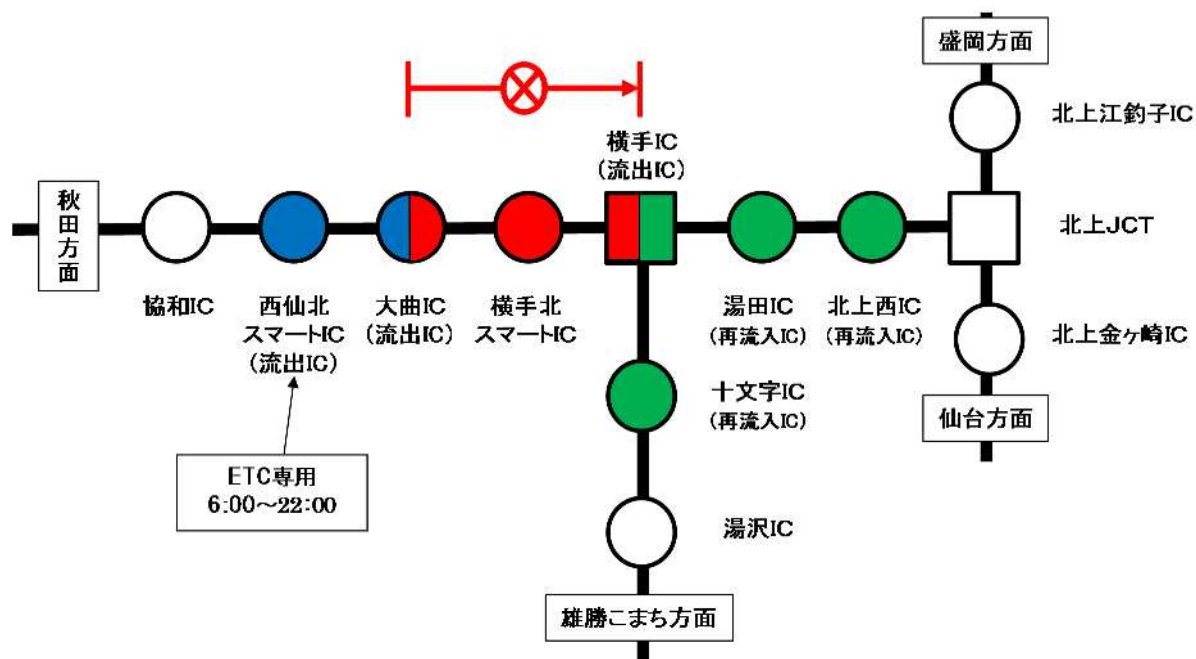 盛岡方面
北上江釣子IC
横手IC
(流出IC)
秋田方面
北上JCT
協和IC
西仙北
スマートIC
(流出IC)
大曲IC
(流出IC)
横手北
スマートIC
湯田IC
(再流入IC)
北上西IC
(再流入IC)
北上金ヶ崎IC
十文字IC
(再流入IC)
仙台方面
ETC専用
6:00～22:00
湯沢IC
雄勝こまち方面